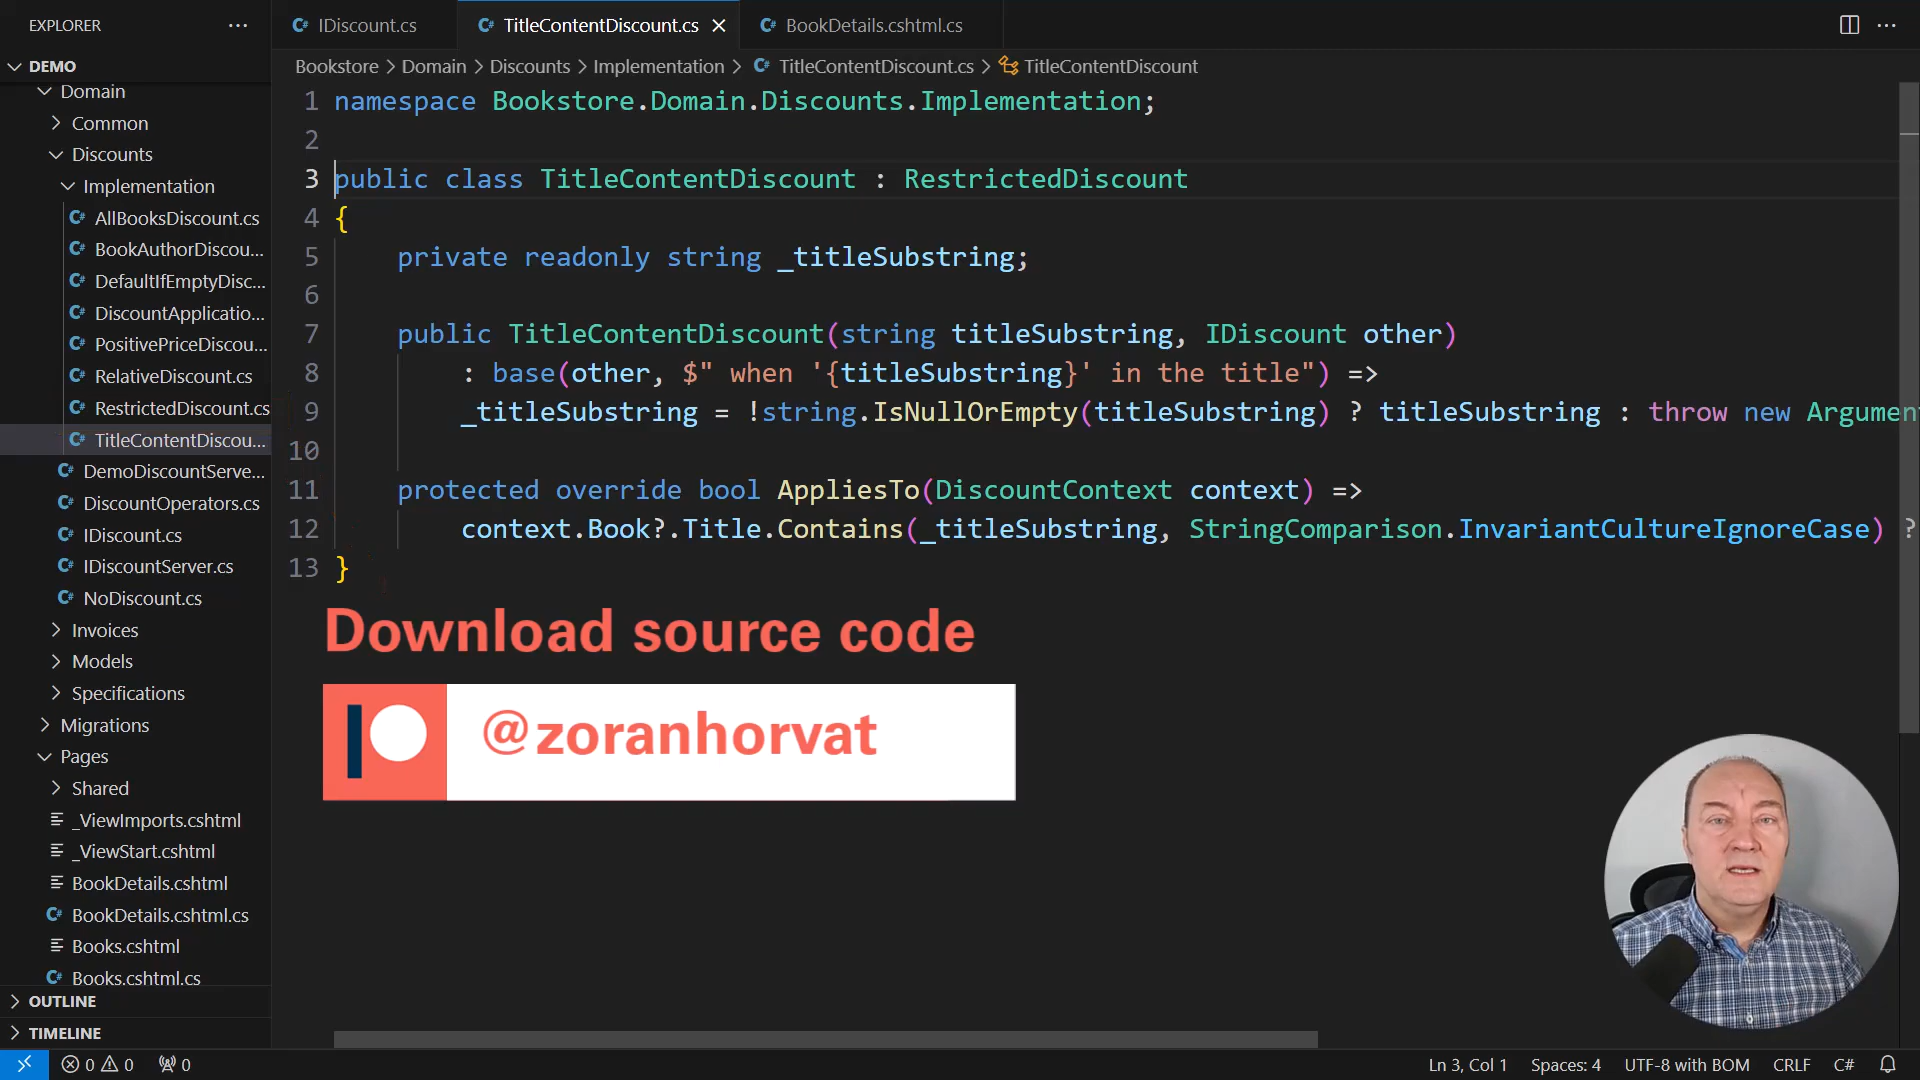 EXPLORER
IDiscount.cs
TitleContentDiscount.cs
BookDetails.cshtml.cs
DEMO
Bookstore > Domain > Discounts > Implementation > TitleContentDiscount.cs > TitleContentDiscount
Domain
Common
Discounts
Implementation
AllBooksDiscount.cs
BookAuthorDiscou...
DefaultIfEmptyDisc...
DiscountApplicatio...
PositivePriceDiscou...
RelativeDiscount.cs
RestrictedDiscount.cs
TitleContentDiscou...
DemoDiscountServe...
DiscountOperators.cs
IDiscount.cs
IDiscountServer.cs
NoDiscount.cs
Invoices
Models
Specifications
Migrations
Pages
Shared
_ViewImports.cshtml
_ViewStart.cshtml
BookDetails.cshtml
BookDetails.cshtml.cs
Books.cshtml
Books.cshtml.cs
OUTLINE
TIMELINE
1 namespace Bookstore.Domain.Discounts.Implementation;
2
3 public class TitleContentDiscount : RestrictedDiscount
4 {
5 private readonly string _titleSubstring;
6
7 public TitleContentDiscount(string titleSubstring, IDiscount other)
8 : base(other, $" when '{titleSubstring}' in the title") =>
9 _titleSubstring = !string.IsNullOrEmpty(titleSubstring) ? titleSubstring : throw new Argument
10
11 protected override bool AppliesTo(DiscountContext context) =>
12 context.Book?.Title.Contains(_titleSubstring, StringComparison.InvariantCultureIgnoreCase) ?
13 }
Download source code
@zoranhorvat
0 0 0
Ln 3, Col 1
Spaces: 4
UTF-8 with BOM
CRLF
C#